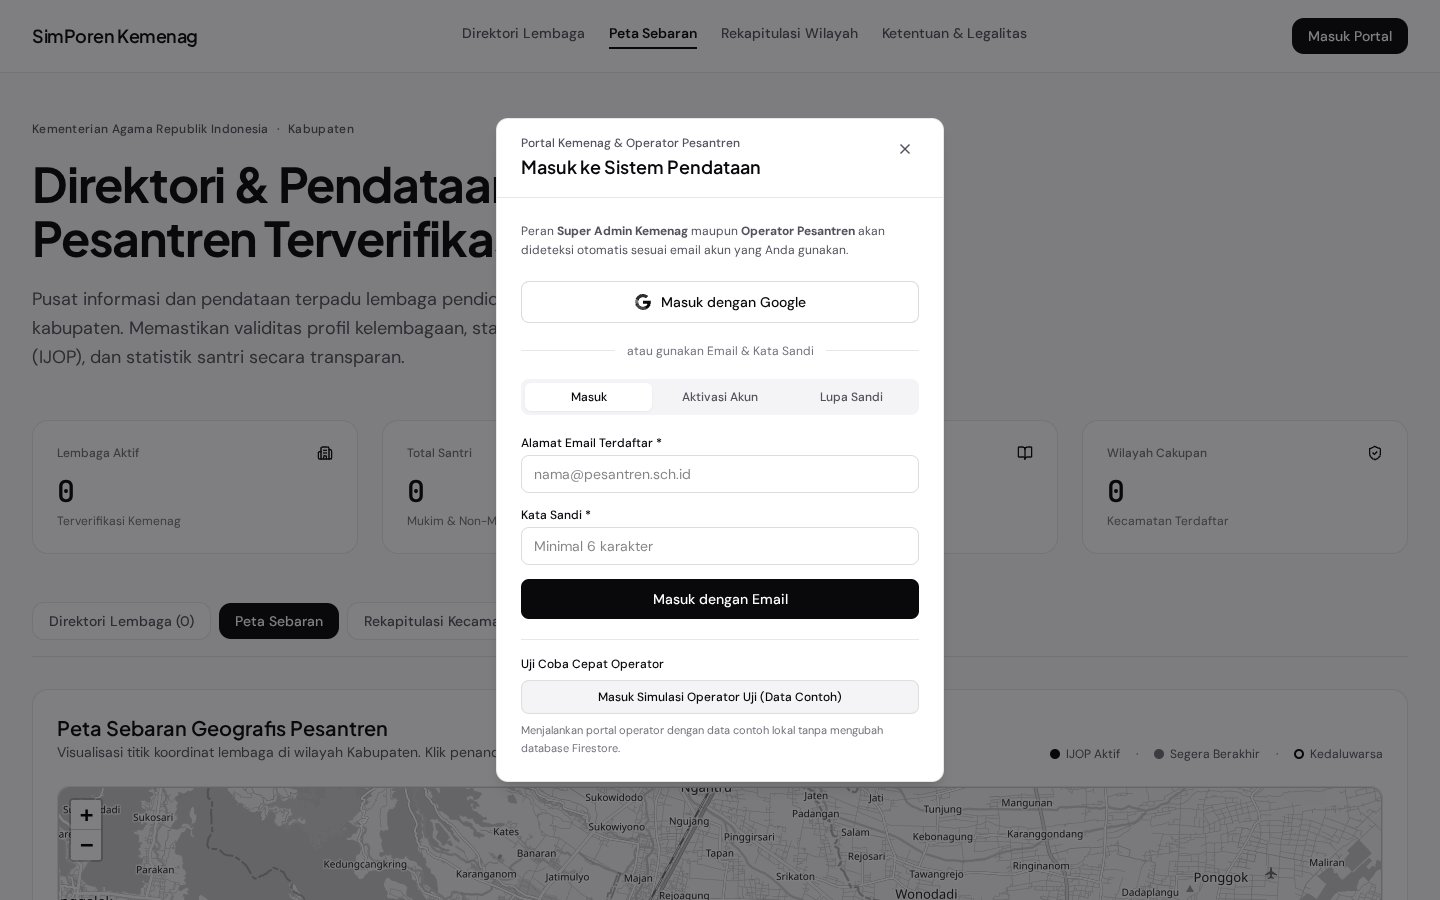 SimPoren Kemenag
Direktori Lembaga
Peta Sebaran
Rekapitulasi Wilayah
Ketentuan & Legalitas
Masuk Portal
Kementerian Agama Republik Indonesia · Kabupaten
Direktori & Pendataan
Pesantren Terverifikas
Pusat informasi dan pendataan terpadu lembaga pendid
kabupaten. Memastikan validitas profil kelembagaan, sta
(IJOP), dan statistik santri secara transparan.
Lembaga Aktif
0
Terverifikasi Kemenag
Total Santri
0
Mukim & Non-M
Wilayah Cakupan
0
Kecamatan Terdaftar
Direktori Lembaga (0)
Peta Sebaran
Rekapitulasi Kecama
Peta Sebaran Geografis Pesantren
Visualisasi titik koordinat lembaga di wilayah Kabupaten. Klik penand
IJOP Aktif · Segera Berakhir · Kedaluwarsa
Portal Kemenag & Operator Pesantren
Masuk ke Sistem Pendataan
Peran Super Admin Kemenag maupun Operator Pesantren akan
dideteksi otomatis sesuai email akun yang Anda gunakan.
Masuk dengan Google
atau gunakan Email & Kata Sandi
Masuk
Aktivasi Akun
Lupa Sandi
Alamat Email Terdaftar *
nama@pesantren.sch.id
Kata Sandi *
Minimal 6 karakter
Masuk dengan Email
Uji Coba Cepat Operator
Masuk Simulasi Operator Uji (Data Contoh)
Menjalankan portal operator dengan data contoh lokal tanpa mengubah
database Firestore.
+
−
Sukosari
Parakan
Kedungcangkring
Kates
Banaran
Karanganom
Jatimulyo
Sukowidodo
Sukowiyono
Ngantru
Ngujang
Tapan
Majan
Rejoagung
Pinggirsari
Srikaton
Jaten
Padangan
Jati
Salam
Rejosari
Tunjung
Kebonagung
Tawangrejo
Wonodadi
Mangunan
Karanggondang
Ringinanom
Dadaplangu
Ponggok
Maliran